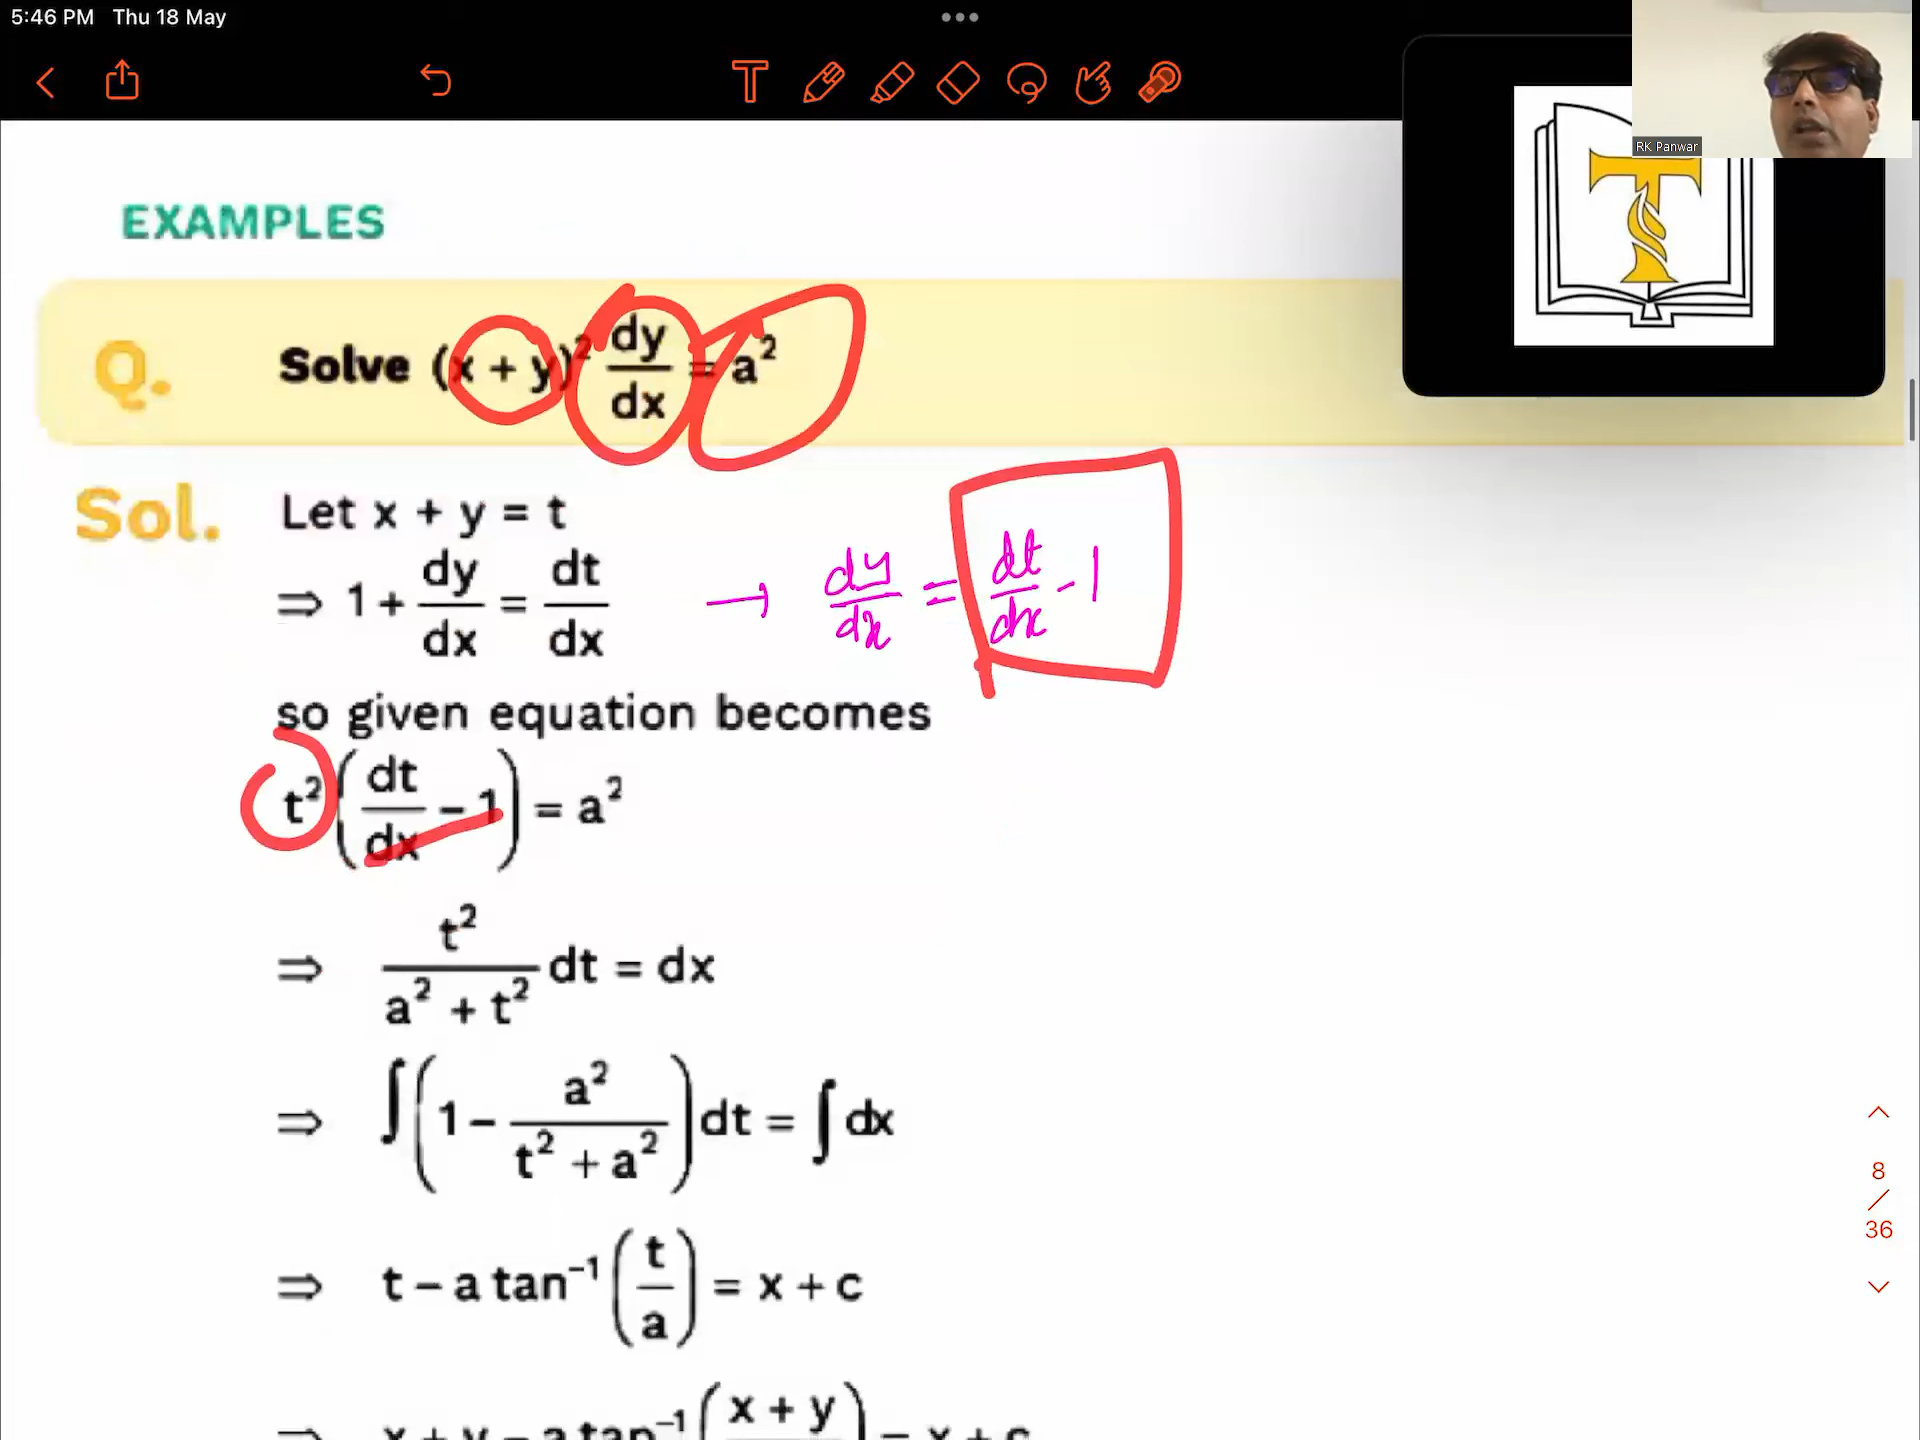 5:46 PM Thu 18 May
RK Panwar
EXAMPLES
Q. Solve (x + y)² dy/dx = a²
Sol. Let x + y = t
⇒ 1 + dy/dx = dt/dx → dy/dx = dt/dx - 1
so given equation becomes
t² (dt/dx - 1) = a²
⇒ t²/(a² + t²) dt = dx
⇒ ∫(1 - a²/(t² + a²)) dt = ∫ dx
⇒ t - a tan⁻¹ (t/a) = x + c
⇒ x + y - a tan⁻¹ (x + y) = x + c
8
/
36